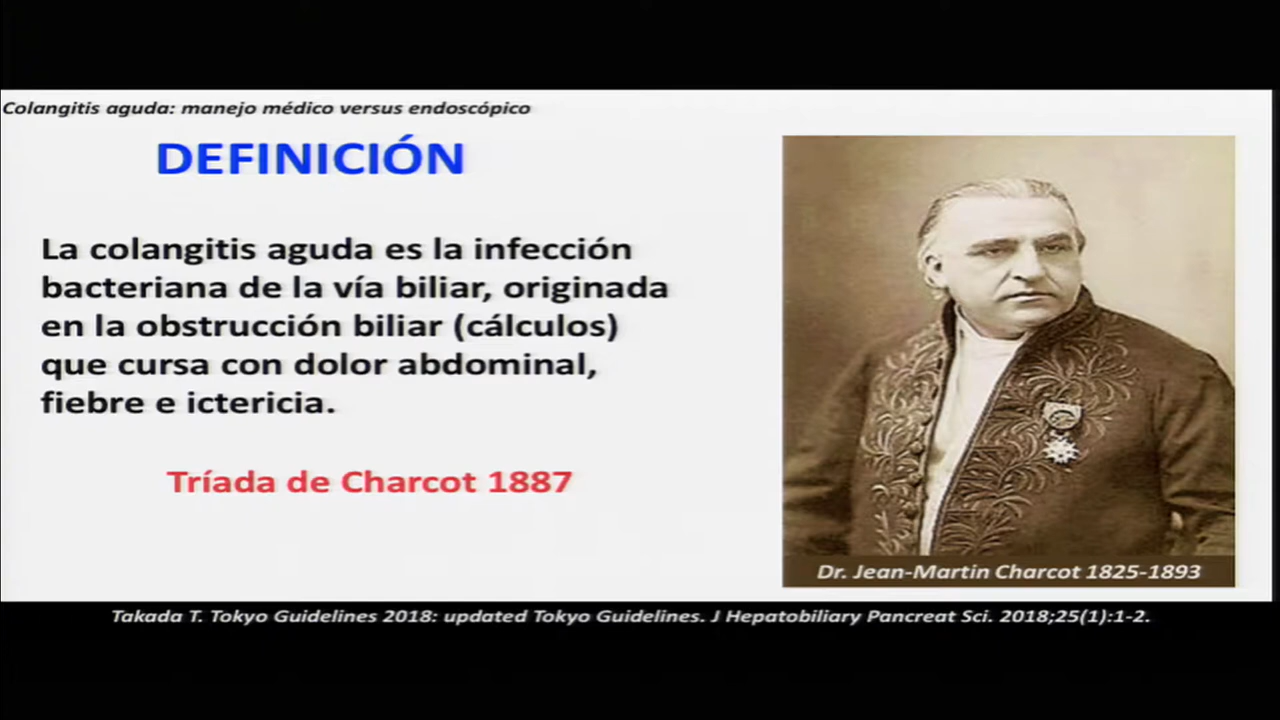 Colangitis aguda: manejo médico versus endoscópico
DEFINICIÓN
La colangitis aguda es la infección
bacteriana de la vía biliar, originada
en la obstrucción biliar (cálculos)
que cursa con dolor abdominal,
fiebre e ictericia.
Tríada de Charcot 1887
Dr. Jean-Martin Charcot 1825-1893
Takada T. Tokyo Guidelines 2018: updated Tokyo Guidelines. J Hepatobiliary Pancreat Sci. 2018;25(1):1-2.